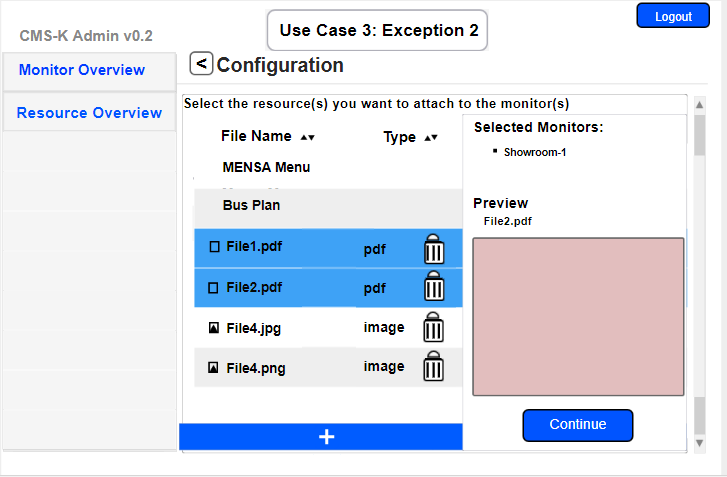 Logout
Use Case 3: Exception 2
CMS-K Admin v0.2
< Configuration
Monitor Overview
Resource Overview
Select the resource(s) you want to attach to the monitor(s)
File Name Type
MENSA Menu
Bus Plan
File1.pdf pdf
File2.pdf pdf
File4.jpg image
File4.png image
+
Selected Monitors:
Showroom-1
Preview
File2.pdf
Continue